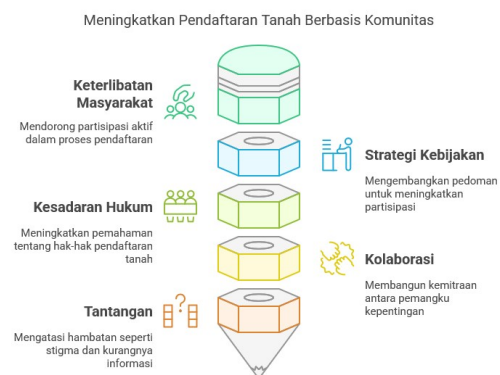 Meningkatkan Pendaftaran Tanah Berbasis Komunitas
Keterlibatan
Masyarakat
Mendorong partisipasi aktif
dalam proses pendaftaran
Strategi Kebijakan
Mengembangkan pedoman
untuk meningkatkan
partisipasi
Kesadaran Hukum
Meningkatkan pemahaman
tentang hak-hak pendaftaran
tanah
Kolaborasi
Membangun kemitraan
antara pemangku
kepentingan
Tantangan
Mengatasi hambatan seperti
stigma dan kurangnya
informasi